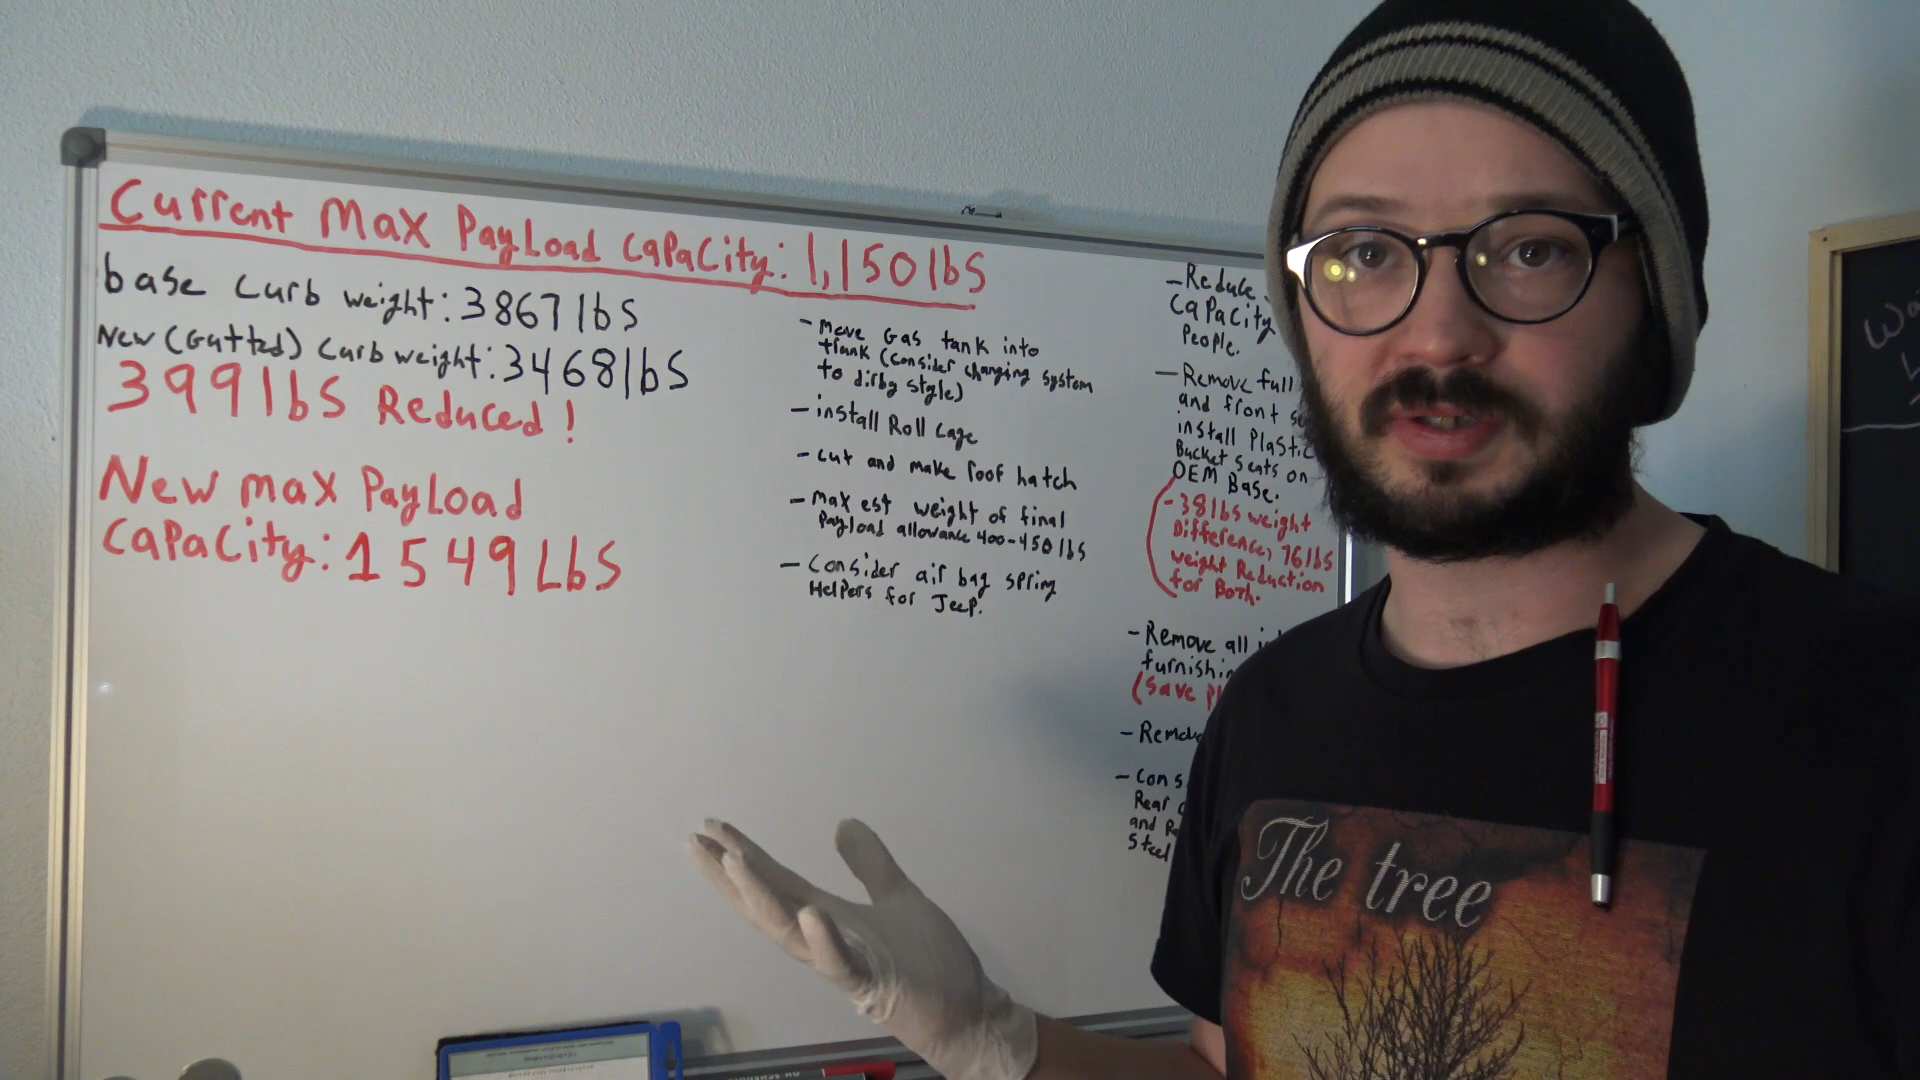 Current Max Payload Capacity: 1,150lbs
base curb weight: 3867lbs
New (Gutted) Curb weight: 3468lbs
399lbs Reduced!
New max Payload
Capacity: 1549Lbs
- Move Gas tank into
trunk (Consider changing system
to dirby style)
- install Roll cage
- cut and make roof hatch
- Max est weight of final
Payload allowance 400-450lbs
- Consider air bag spring
Helpers for Jeep.
- Reduce
Capacity
People.
- Remove full
and front
install Plastic
Bucket seats on
OEM Base.
- 38lbs weight
Difference, 76lbs
weight Reduction
for Both.
- Remove all
(save
Rear
and
Steel
The tree